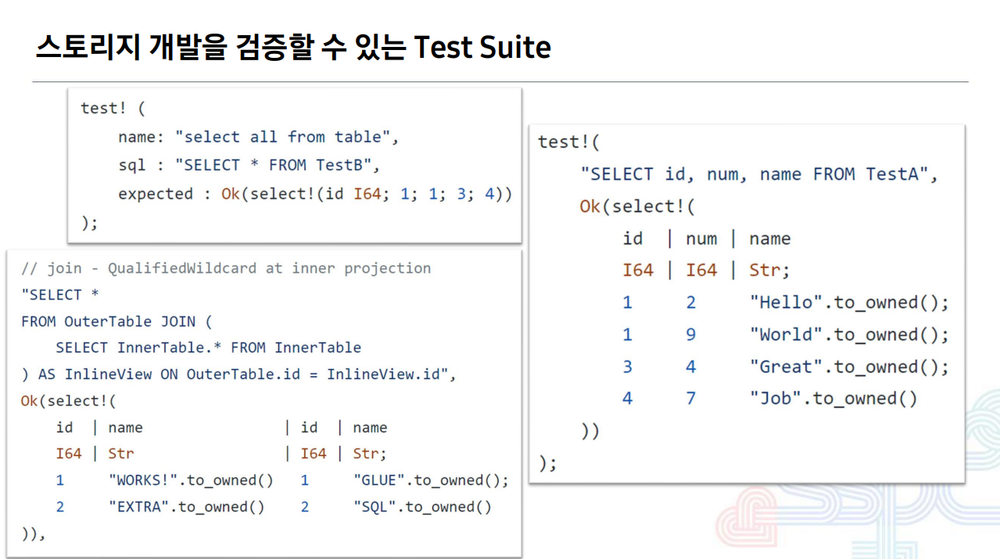 스토리지 개발을 검증할 수 있는 Test Suite
test! (
    name: "select all from table",
    sql : "SELECT * FROM TestB",
    expected : Ok(select!(id I64; 1; 1; 3; 4))
);
// join - QualifiedWildcard at inner projection
"SELECT *
FROM OuterTable JOIN (
    SELECT InnerTable.* FROM InnerTable
) AS InlineView ON OuterTable.id = InlineView.id",
Ok(select!(
    id  | name                | id  | name
    I64 | Str                 | I64 | Str;
    1     "WORKS!".to_owned()   1     "GLUE".to_owned();
    2     "EXTRA".to_owned()    2     "SQL".to_owned()
)),
test!(
    "SELECT id, num, name FROM TestA",
    Ok(select!(
        id  | num | name
        I64 | I64 | Str;
        1     2     "Hello".to_owned();
        1     9     "World".to_owned();
        3     4     "Great".to_owned();
        4     7     "Job".to_owned()
    ))
);